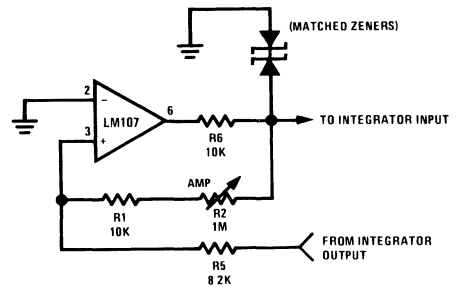 (MATCHED ZENERS)
2
−
LM107
6
3
+
R6
10K
TO INTEGRATOR INPUT
AMP
R1
10K
R2
1M
R5
8 2K
FROM INTEGRATOR
OUTPUT